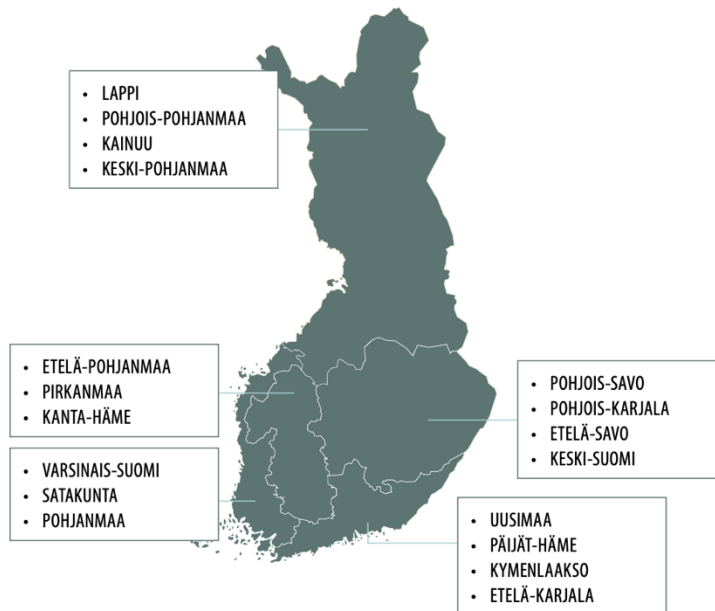 • LAPPI
• POHJOIS-POHJANMAA
• KAINUU
• KESKI-POHJANMAA
• ETELÄ-POHJANMAA
• PIRKANMAA
• KANTA-HÄME
• VARSINAIS-SUOMI
• SATAKUNTA
• POHJANMAA
• POHJOIS-SAVO
• POHJOIS-KARJALA
• ETELÄ-SAVO
• KESKI-SUOMI
• UUSIMAA
• PÄIJÄT-HÄME
• KYMENLAAKSO
• ETELÄ-KARJALA